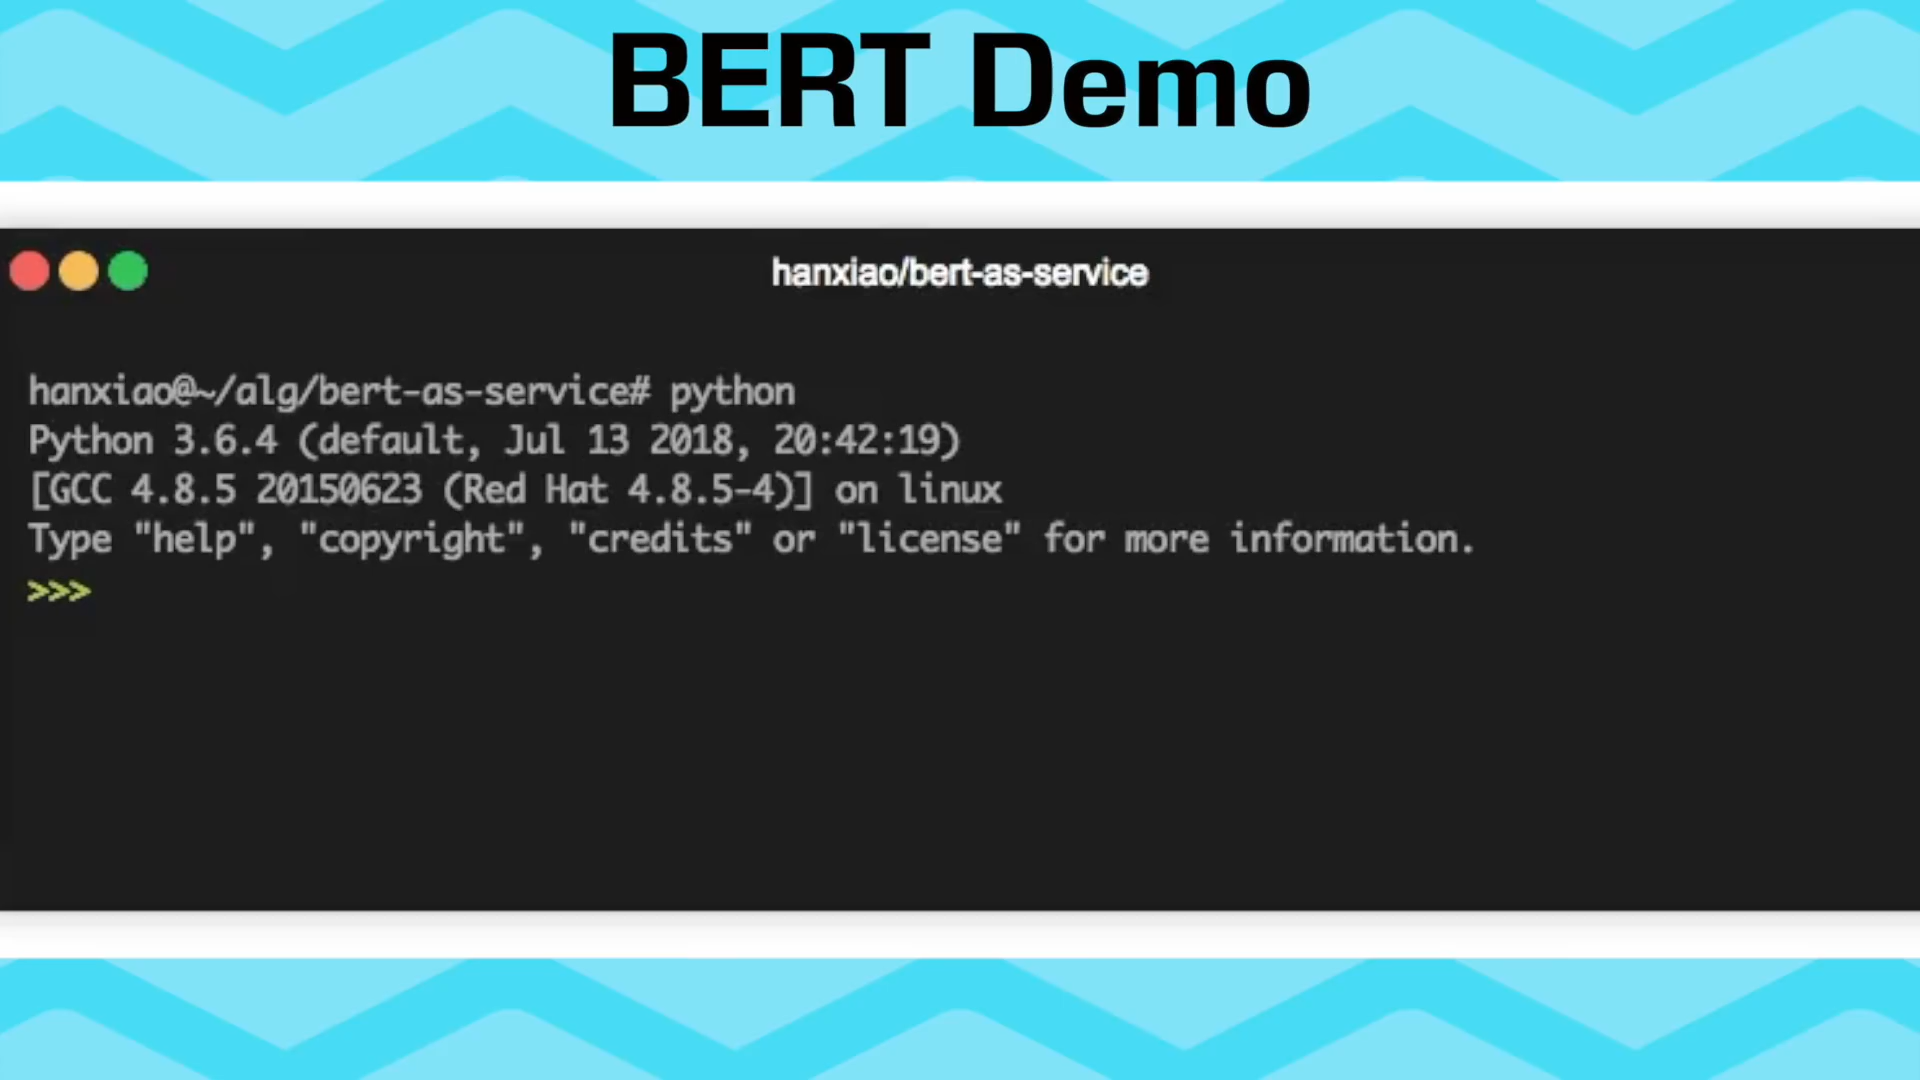 BERT Demo
hanxiao/bert-as-service
hanxiao@~/alg/bert-as-service# python
Python 3.6.4 (default, Jul 13 2018, 20:42:19)
[GCC 4.8.5 20150623 (Red Hat 4.8.5-4)] on linux
Type "help", "copyright", "credits" or "license" for more information.
>>>